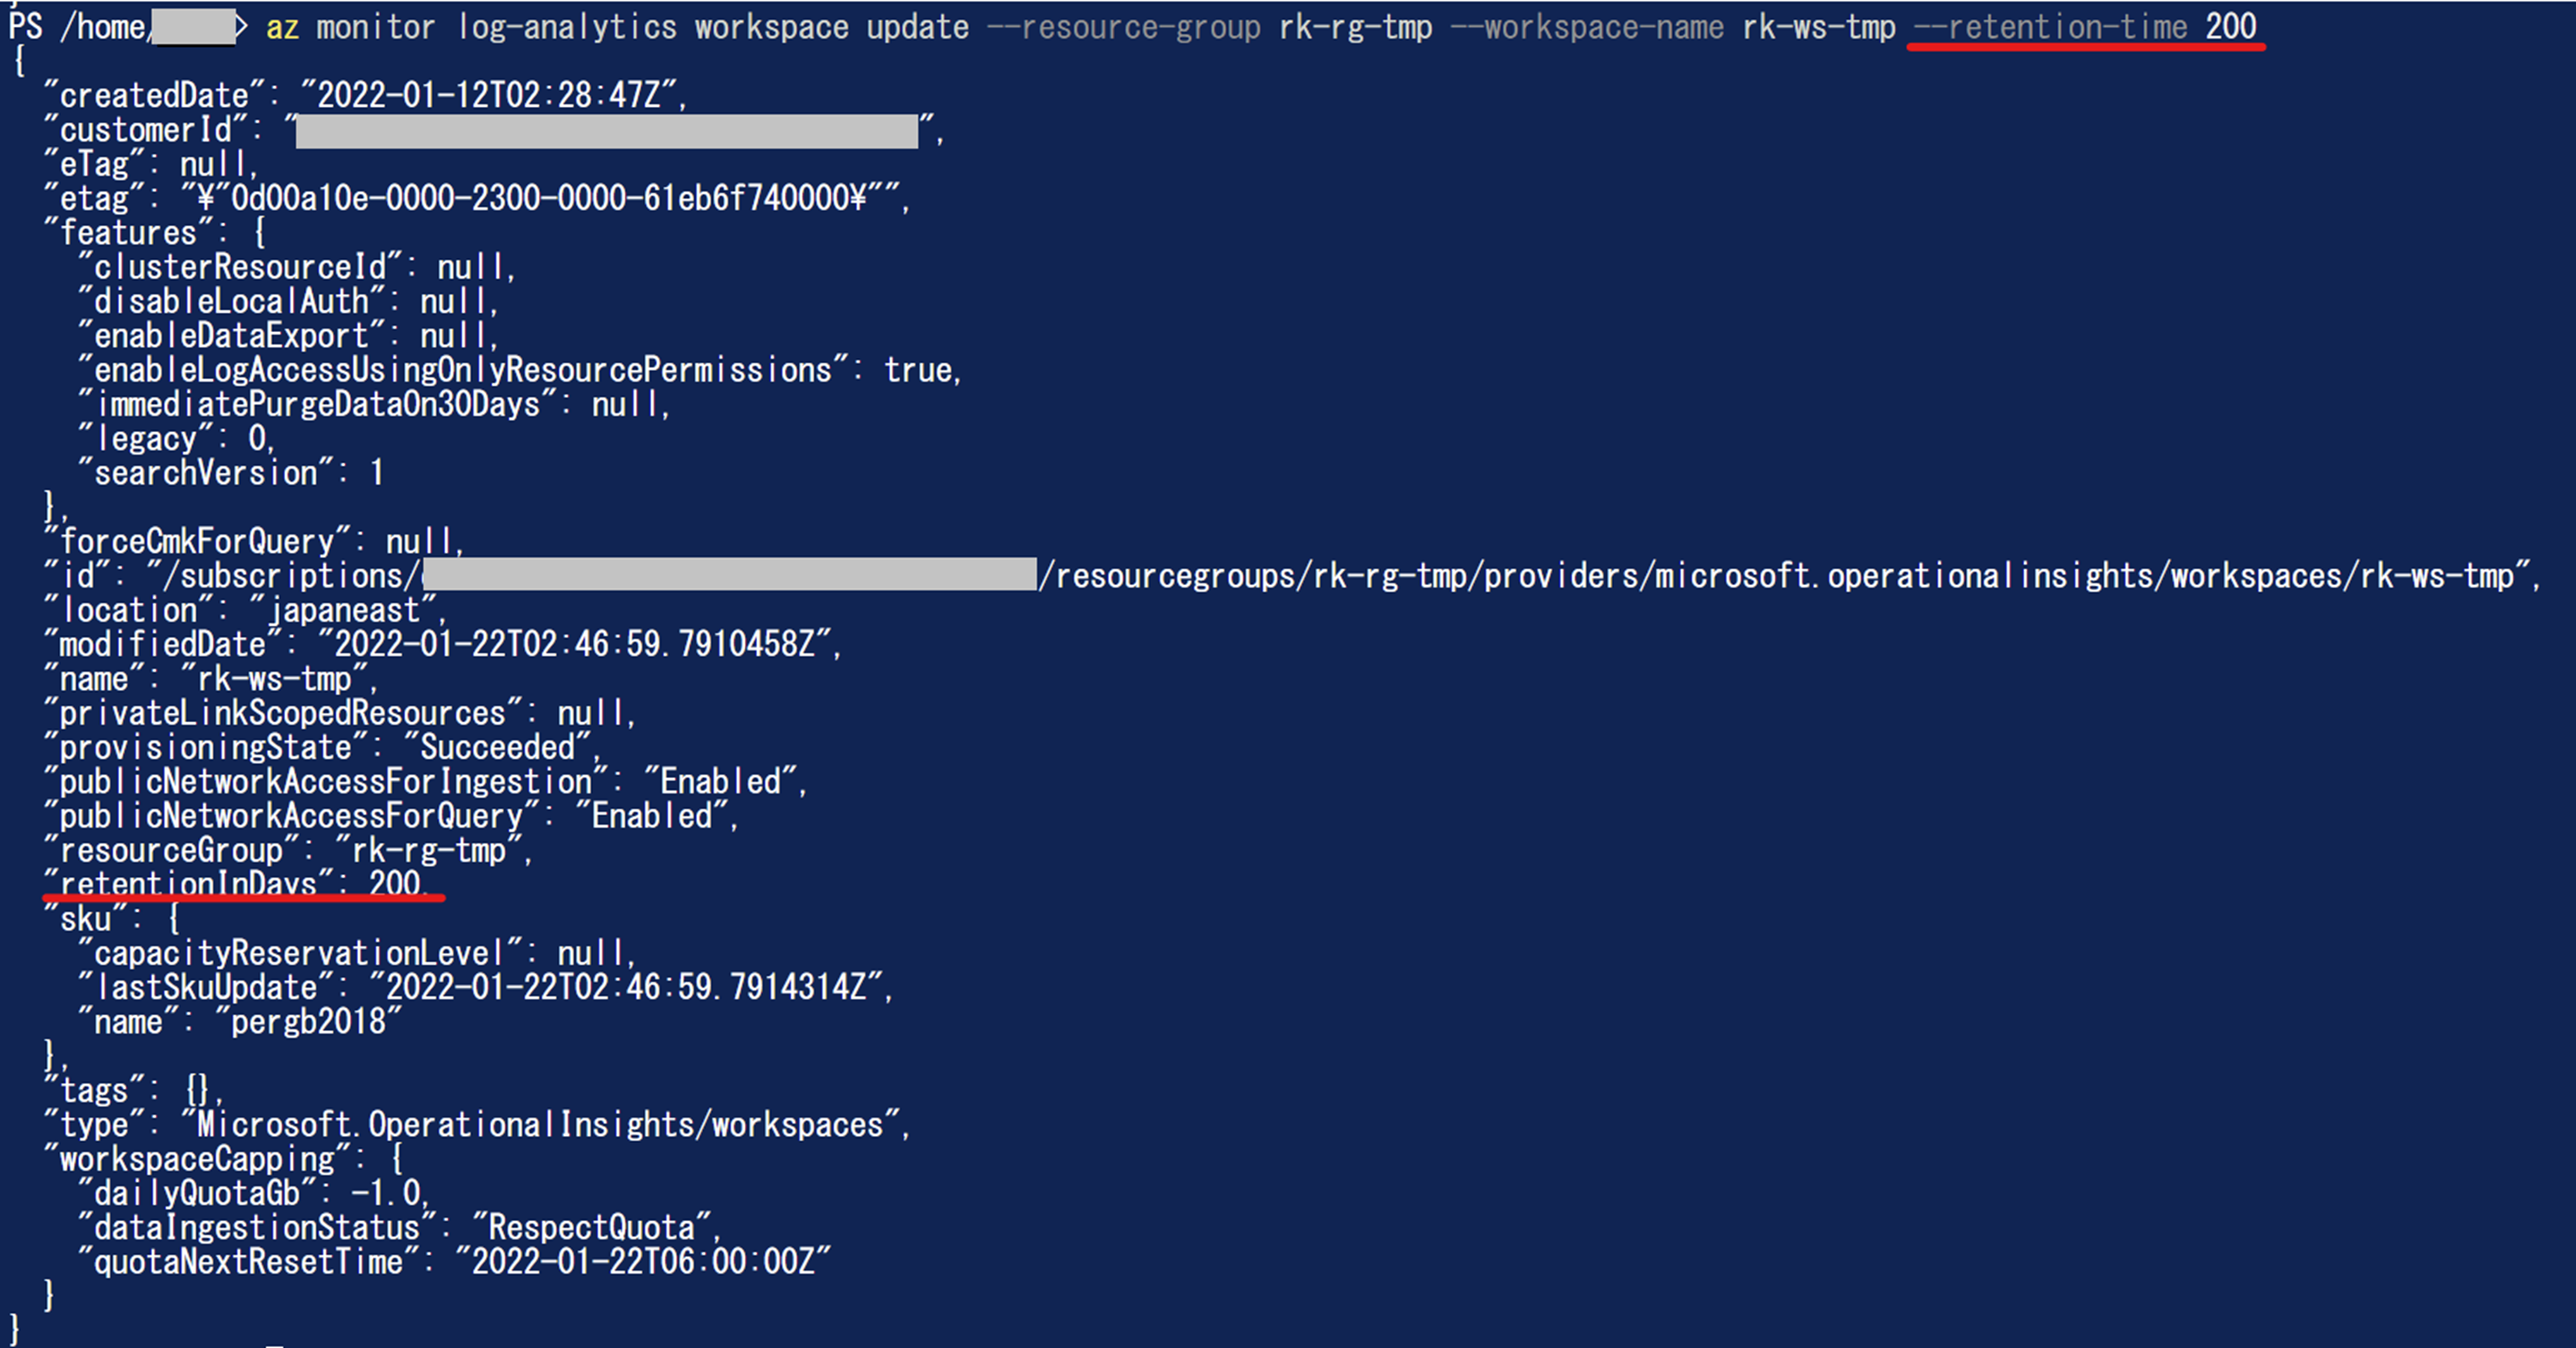 PS /home/> az monitor log-analytics workspace update --resource-group rk-rg-tmp --workspace-name rk-ws-tmp --retention-time 200
{
  "createdDate": "2022-01-12T02:28:47Z",
  "customerId": "",
  "eTag": null,
  "etag": "¥"0d00a10e-0000-2300-0000-61eb6f740000¥"",
  "features": {
    "clusterResourceId": null,
    "disableLocalAuth": null,
    "enableDataExport": null,
    "enableLogAccessUsingOnlyResourcePermissions": true,
    "immediatePurgeDataOn30Days": null,
    "legacy": 0,
    "searchVersion": 1
  },
  "forceCmkForQuery": null,
  "id": "/subscriptions//resourcegroups/rk-rg-tmp/providers/microsoft.operationalinsights/workspaces/rk-ws-tmp",
  "location": "japaneast",
  "modifiedDate": "2022-01-22T02:46:59.7910458Z",
  "name": "rk-ws-tmp",
  "privateLinkScopedResources": null,
  "provisioningState": "Succeeded",
  "publicNetworkAccessForIngestion": "Enabled",
  "publicNetworkAccessForQuery": "Enabled",
  "resourceGroup": "rk-rg-tmp",
  "retentionInDays": 200,
  "sku": {
    "capacityReservationLevel": null,
    "lastSkuUpdate": "2022-01-22T02:46:59.7914314Z",
    "name": "pergb2018"
  },
  "tags": {},
  "type": "Microsoft.OperationalInsights/workspaces",
  "workspaceCapping": {
    "dailyQuotaGb": -1.0,
    "dataIngestionStatus": "RespectQuota",
    "quotaNextResetTime": "2022-01-22T06:00:00Z"
  }
}